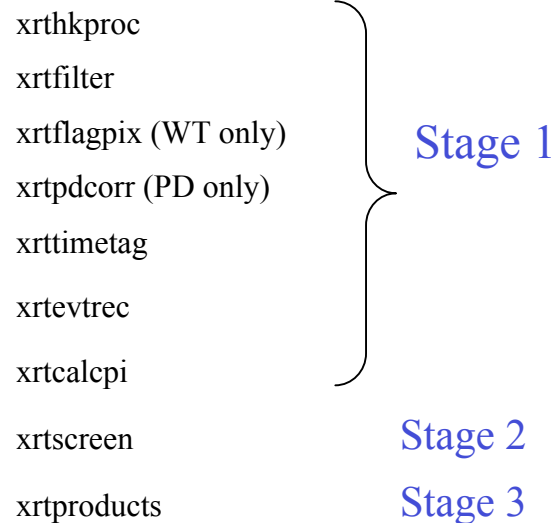 xrthkproc
xrtfilter
xrtflagpix (WT only)
Stage 1
xrtpdcorr (PD only)
xrttimetag
xrtevtrec
xrtcalcpi
xrtscreen
Stage 2
xrtproducts
Stage 3